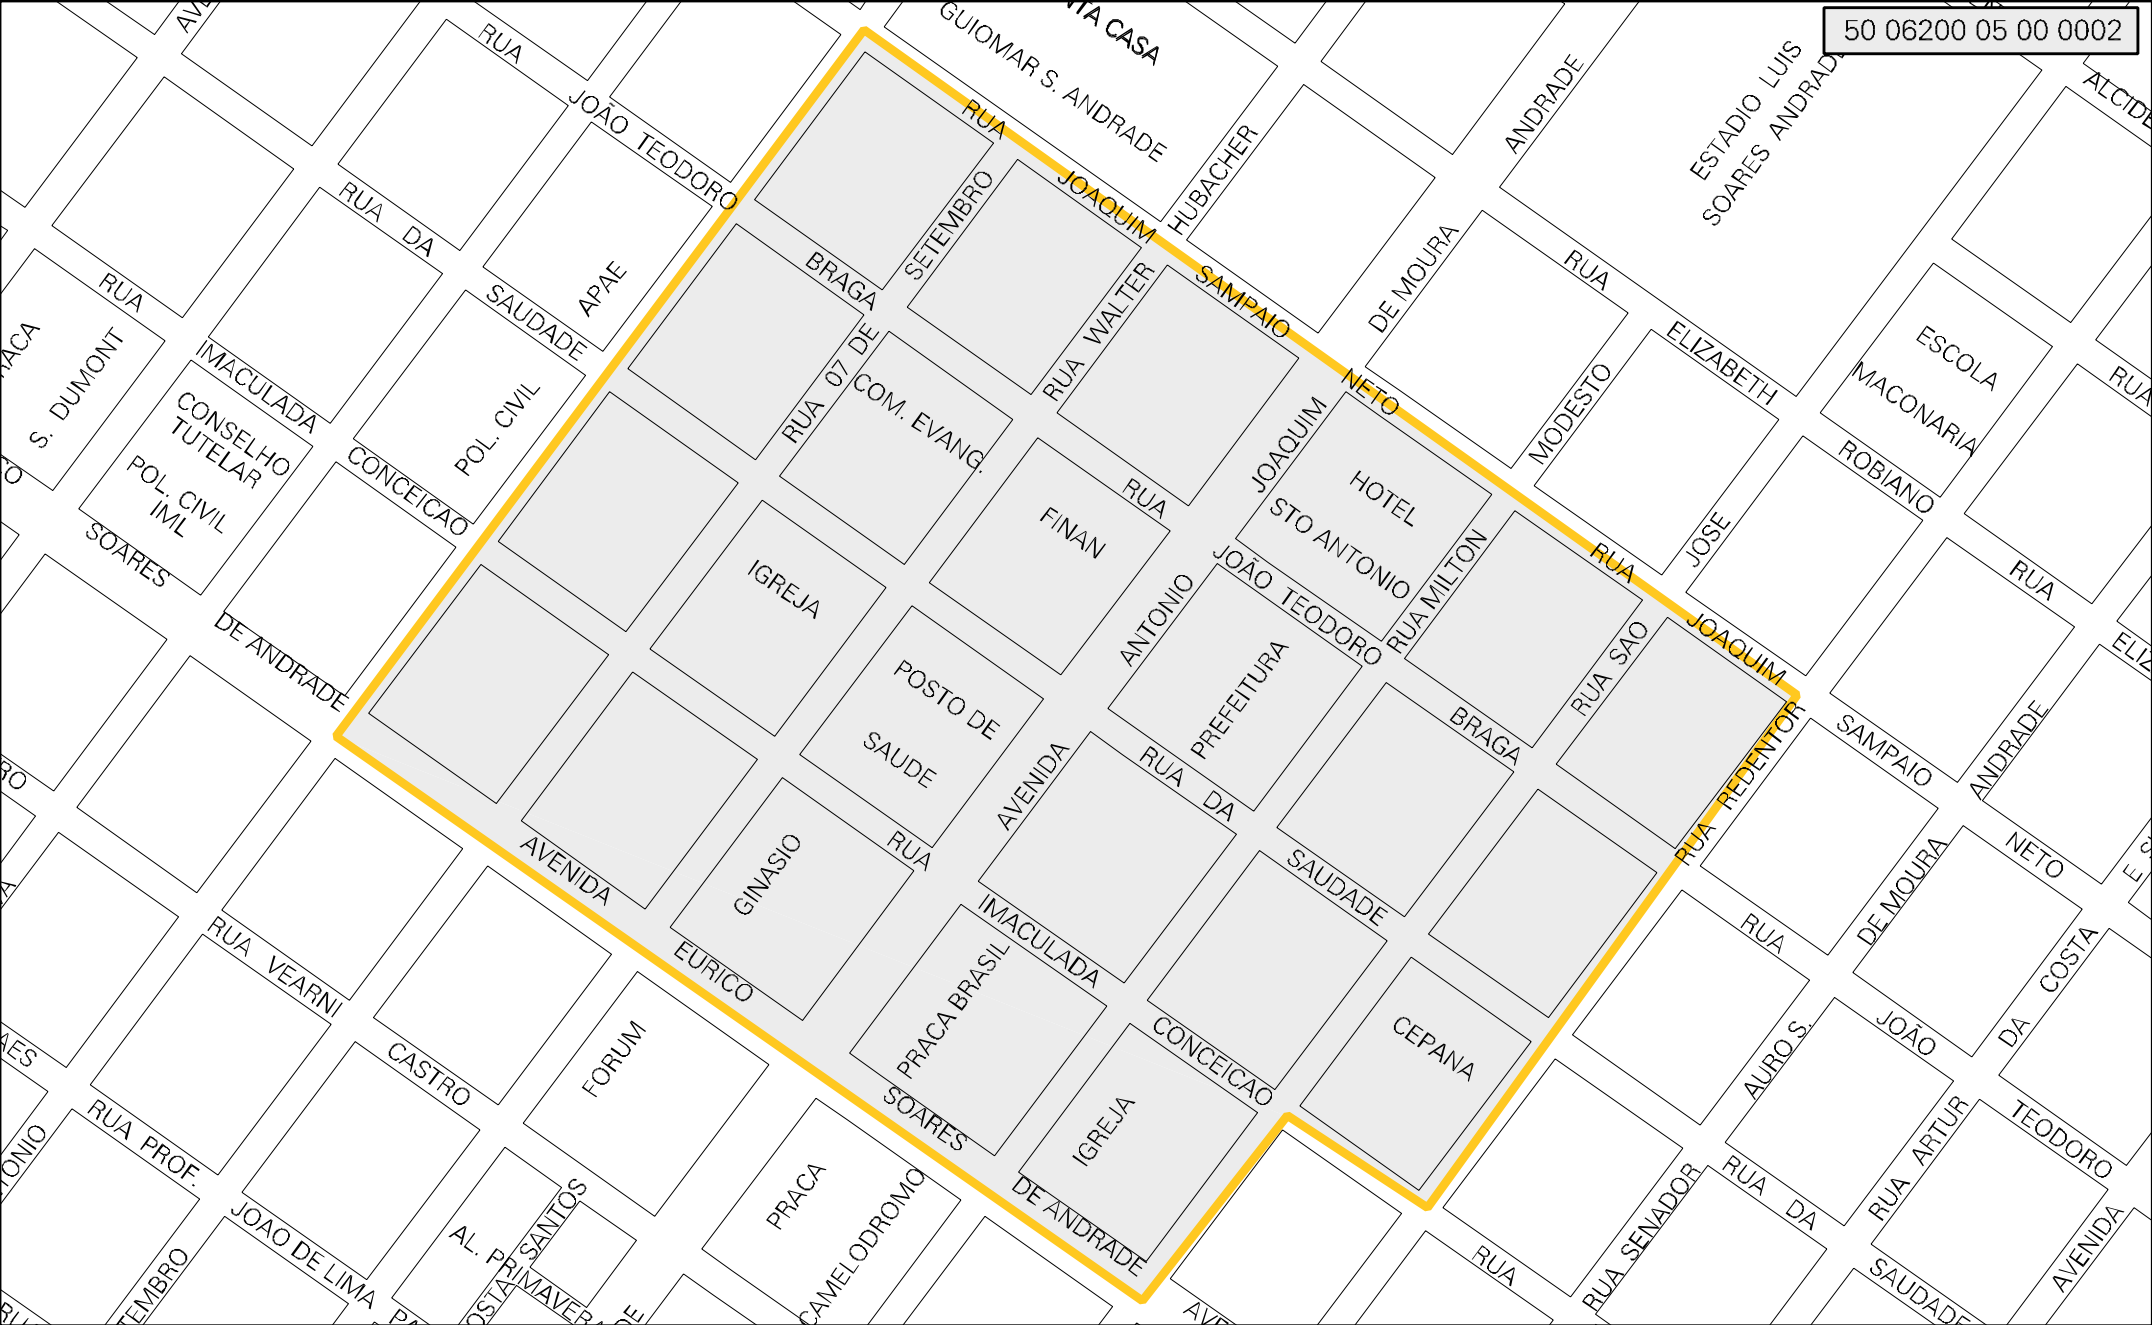 50 06200 05 00 0002
NTA CASA
GUIOMAR S. ANDRADE
RUA
JOÃO TEODORO
BRAGA
RUA
JOÃO TEODORO
BRAGA
RUA
JOÃO
TEODORO
RUA
JOAQUIM
SAMPAIO
NETO
RUA
JOAQUIM
SAMPAIO
NETO
HUBACHER
RUA WALTER
ANDRADE
DE MOURA
JOAQUIM
ANTONIO
AVENIDA
ESTADIO LUIS
SOARES ANDRADE
RUA
ELIZABETH
ROBIANO
RUA
ESCOLA
MACONARIA
RUA
MODESTO
JOSE
RUA MILTON
RUA SAO
RUA REDENTOR
ANDRADE
DE MOURA
AURO S.
RUA SENADOR
DA COSTA
RUA ARTUR
AVENIDA
RUA DA
SAUDADE
RUA DA
SAUDADE
RUA DA
SAUDADE
APAE
POL. CIVIL
S. DUMONT
RUA
IMACULADA
CONCEICAO
RUA
IMACULADA
CONCEICAO
RUA
CONSELHO
TUTELAR
POL. CIVIL
IML
SOARES
DE ANDRADE
AVENIDA
EURICO
SOARES
DE ANDRADE
SETEMBRO
RUA 07 DE
COM. EVANG.
FINAN
HOTEL
STO ANTONIO
IGREJA
POSTO DE
SAUDE
PREFEITURA
GINASIO
PRACA BRASIL
IGREJA
CEPANA
RUA VEARNI
CASTRO
FORUM
PRACA
CAMELODROMO
RUA PROF.
JOAO DE LIMA
AL. PRIMAVERA
SANTOS